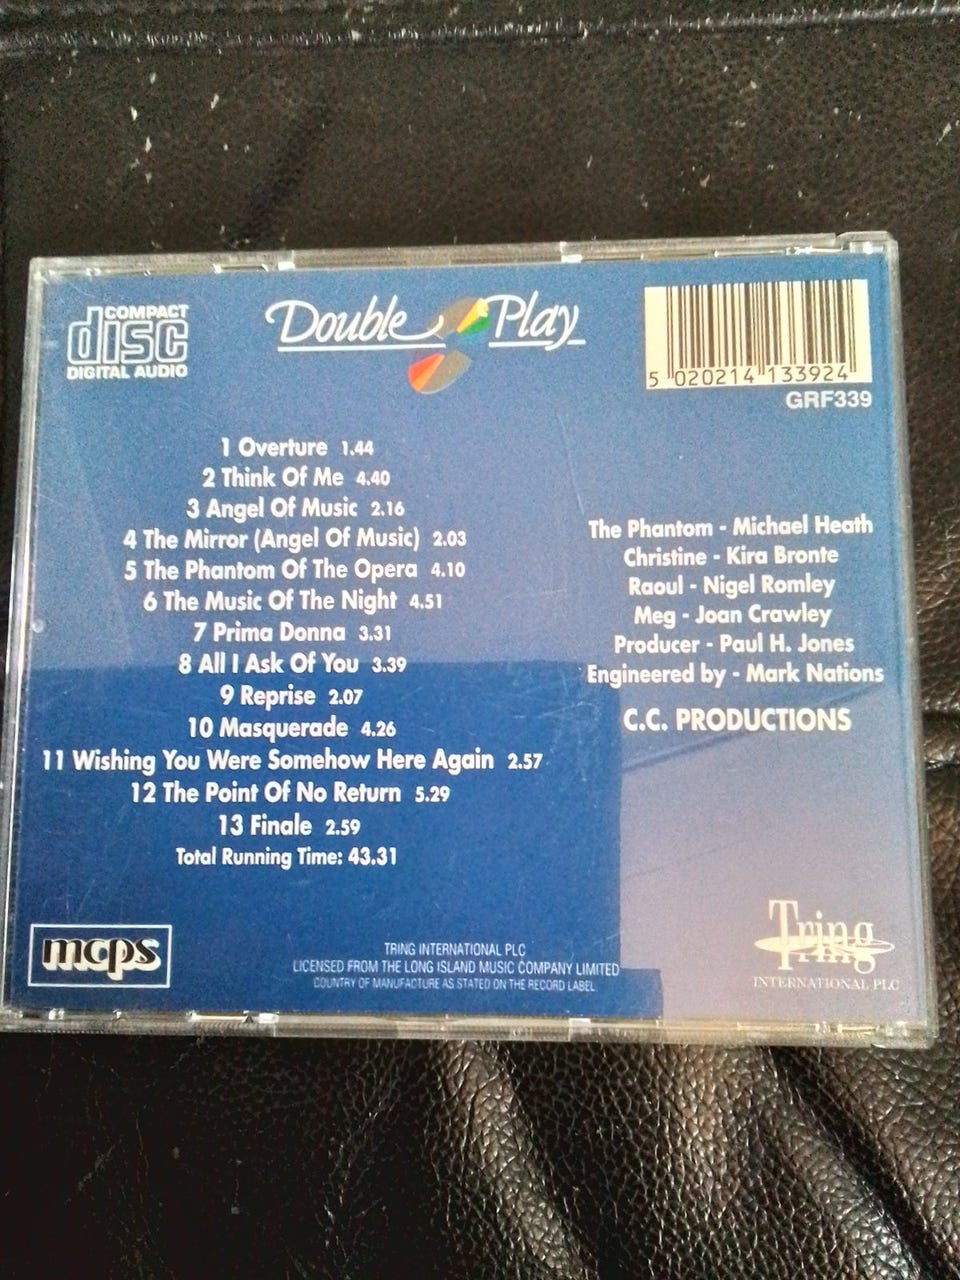 COMPACT
disc
DIGITAL AUDIO
Double Play
5 020214 133924
GRF339
1 Overture 1.44
2 Think Of Me 4.40
3 Angel Of Music 2.16
4 The Mirror (Angel Of Music) 2.03
5 The Phantom Of The Opera 4.10
6 The Music Of The Night 4.51
7 Prima Donna 3.31
8 All I Ask Of You 3.39
9 Reprise 2.07
10 Masquerade 4.26
11 Wishing You Were Somehow Here Again 2.57
12 The Point Of No Return 5.29
13 Finale 2.59
Total Running Time: 43.31
The Phantom - Michael Heath
Christine - Kira Bronte
Raoul - Nigel Romley
Meg - Joan Crawley
Producer - Paul H. Jones
Engineered by - Mark Nations
C.C. PRODUCTIONS
mcps
TRING INTERNATIONAL PLC
LICENSED FROM THE LONG ISLAND MUSIC COMPANY LIMITED
COUNTRY OF MANUFACTURE AS STATED ON THE RECORD LABEL
Tring
INTERNATIONAL PLC